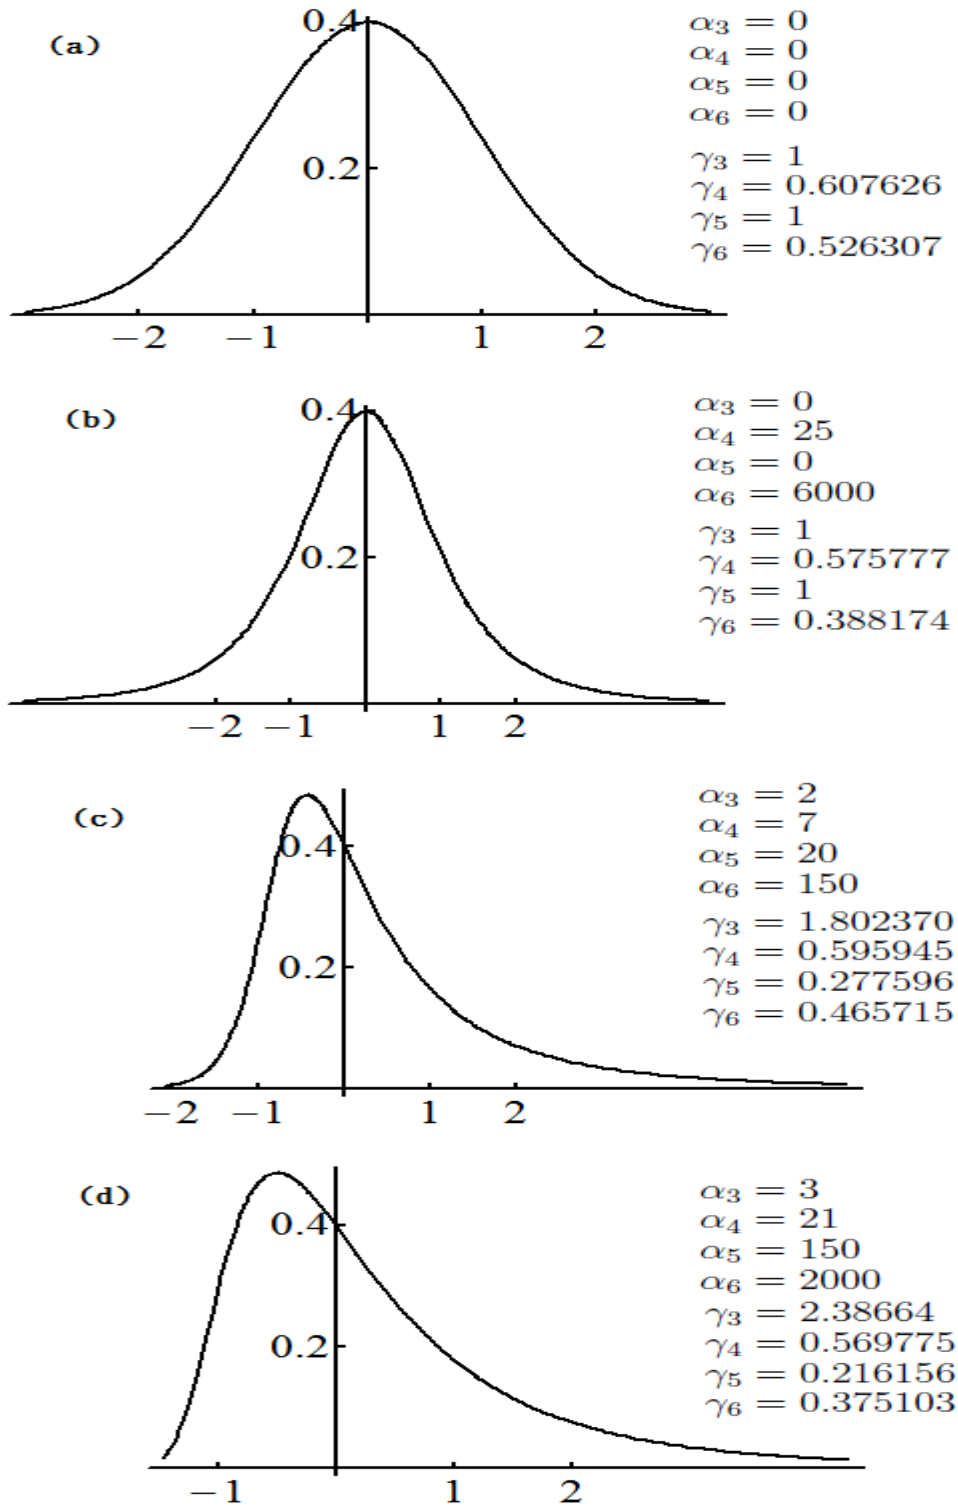 (a)
0.4
0.2
−2 −1 1 2
α₃ = 0
α₄ = 0
α₅ = 0
α₆ = 0
γ₃ = 1
γ₄ = 0.607626
γ₅ = 1
γ₆ = 0.526307
(b)
0.4
0.2
−2 −1 1 2
α₃ = 0
α₄ = 25
α₅ = 0
α₆ = 6000
γ₃ = 1
γ₄ = 0.575777
γ₅ = 1
γ₆ = 0.388174
(c)
0.4
0.2
−2 −1 1 2
α₃ = 2
α₄ = 7
α₅ = 20
α₆ = 150
γ₃ = 1.802370
γ₄ = 0.595945
γ₅ = 0.277596
γ₆ = 0.465715
(d)
0.4
0.2
−1 1 2
α₃ = 3
α₄ = 21
α₅ = 150
α₆ = 2000
γ₃ = 2.38664
γ₄ = 0.569775
γ₅ = 0.216156
γ₆ = 0.375103